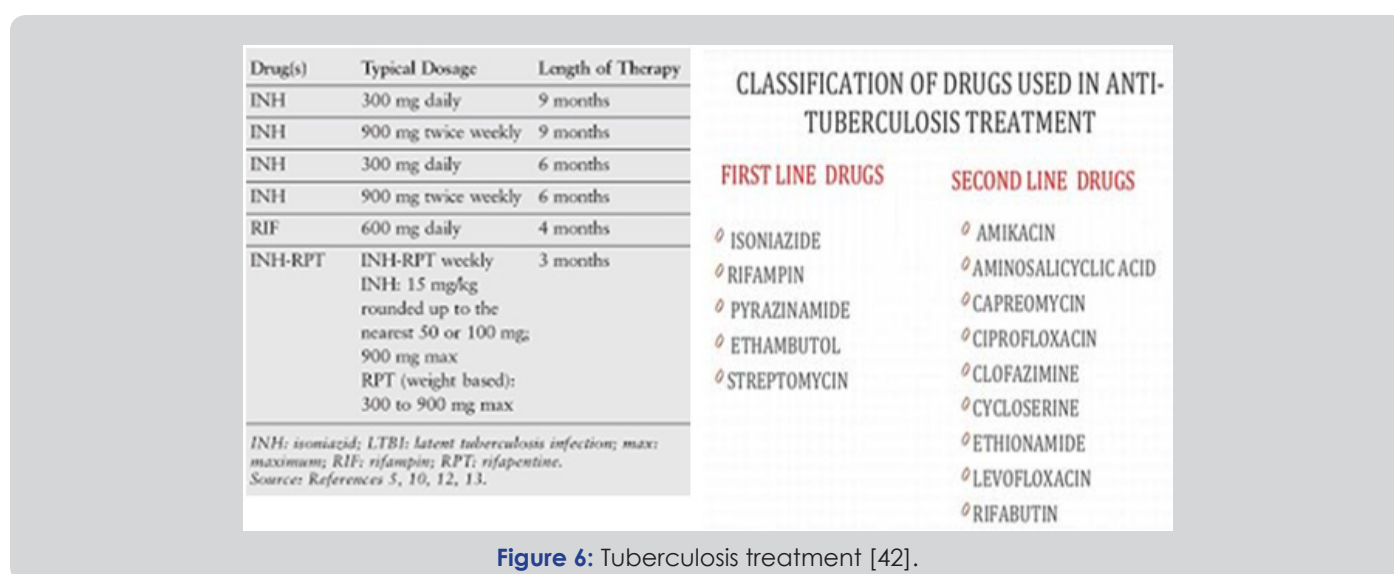 Drug(s) Typical Dosage Length of Therapy
INH 300 mg daily 9 months
INH 900 mg twice weekly 9 months
INH 300 mg daily 6 months
INH 900 mg twice weekly 6 months
RIF 600 mg daily 4 months
INH-RPT INH-RPT weekly 3 months
INH: 15 mg/kg
rounded up to the
nearest 50 or 100 mg;
900 mg max
RPT (weight based):
300 to 900 mg max
INH: isoniazid; LTBI: latent tuberculosis infection; max:
maximum; RIF: rifampin; RPT: rifapentine.
Source: References 5, 10, 12, 13.
CLASSIFICATION OF DRUGS USED IN ANTI-
TUBERCULOSIS TREATMENT
FIRST LINE DRUGS
ISONIAZIDE
RIFAMPIN
PYRAZINAMIDE
ETHAMBUTOL
STREPTOMYCIN
SECOND LINE DRUGS
AMIKACIN
AMINOSALICYCLIC ACID
CAPREOMYCIN
CIPROFLOXACIN
CLOFAZIMINE
CYCLOSERINE
ETHIONAMIDE
LEVOFLOXACIN
RIFABUTIN
Figure 6: Tuberculosis treatment [42].